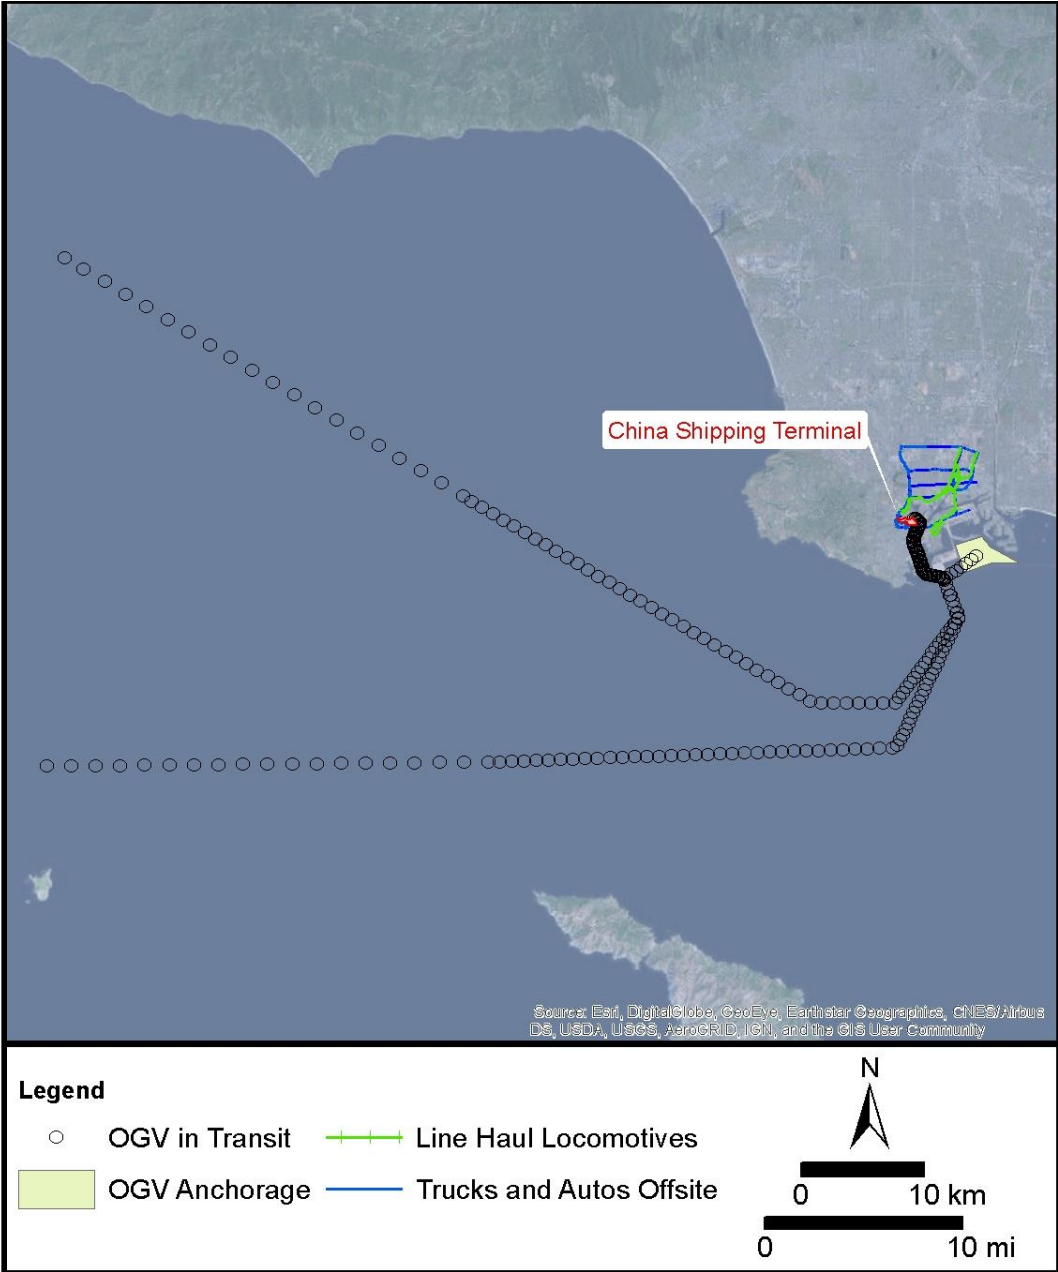 China Shipping Terminal
Source: Esri, DigitalGlobe, GeoEye, Earthstar Geographics, CNES/Airbus
DS, USDA, USGS, AeroGRID, IGN, and the GIS User Community
Legend
OGV in Transit
Line Haul Locomotives
OGV Anchorage
Trucks and Autos Offsite
N
0 10 km
0 10 mi